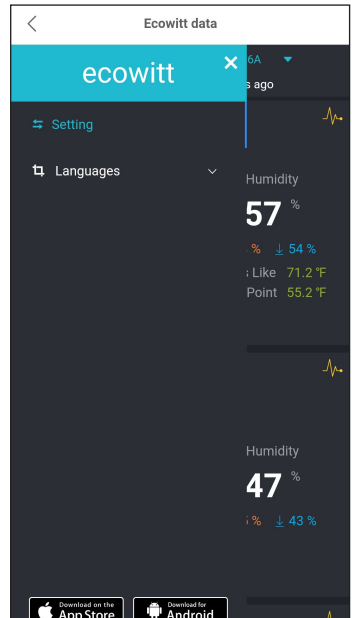 Ecowitt data
ecowitt
6A
s ago
Setting
Languages
Humidity
57 %
% 54 %
Like 71.2 °F
Point 55.2 °F
Humidity
47 %
% 43 %
Download on the
App Store
Download for
Android